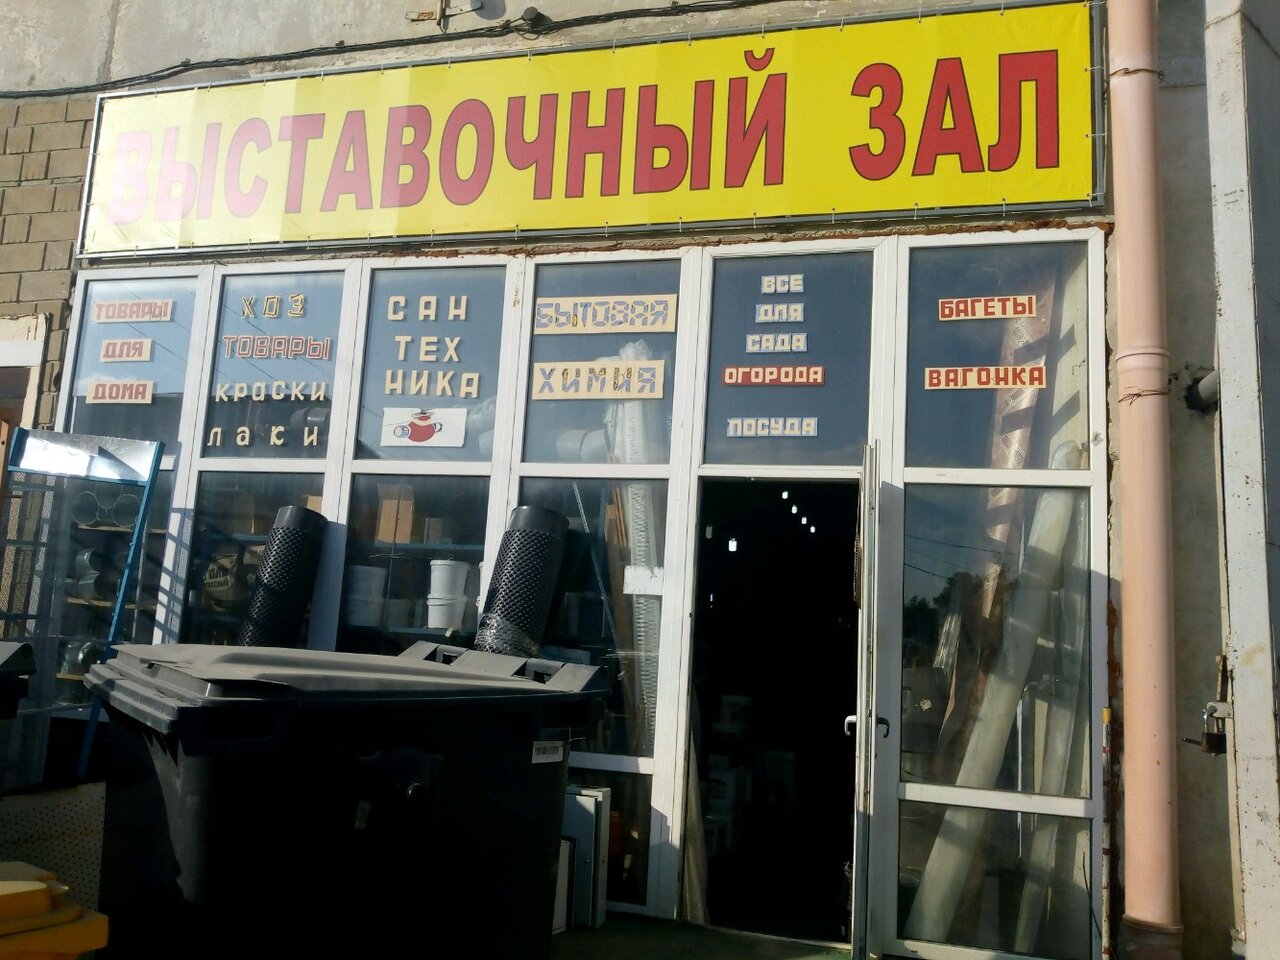 ВЫСТАВОЧНЫЙ ЗАЛ
ТОВАРЫ
ДЛЯ
ДОМА
ХОЗ
ТОВАРЫ
КРАСКИ
ЛАКИ
САН
ТЕХ
НИКА
БЫТОВАЯ
ХИМИЯ
ВСЕ
ДЛЯ
САДА
ОГОРОДА
ПОСУДА
БАГЕТЫ
ВАГОНКА